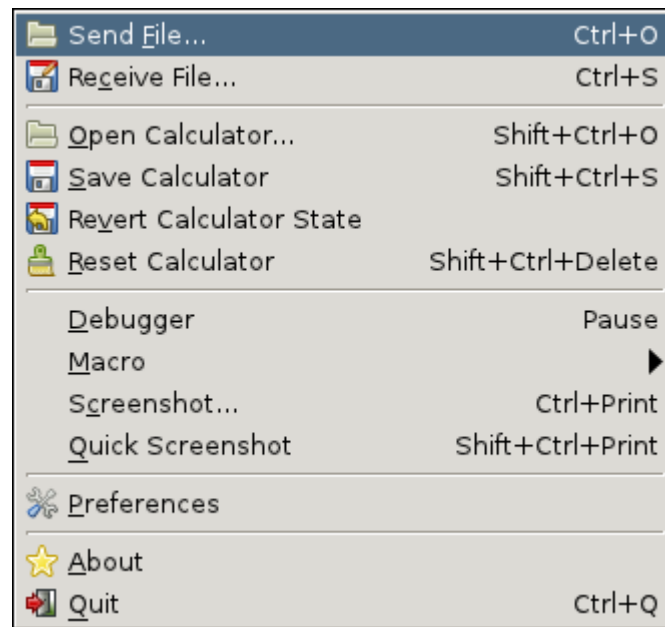 Send File... Ctrl+O
Receive File... Ctrl+S
Open Calculator... Shift+Ctrl+O
Save Calculator Shift+Ctrl+S
Revert Calculator State
Reset Calculator Shift+Ctrl+Delete
Debugger Pause
Macro
Screenshot... Ctrl+Print
Quick Screenshot Shift+Ctrl+Print
Preferences
About
Quit Ctrl+Q